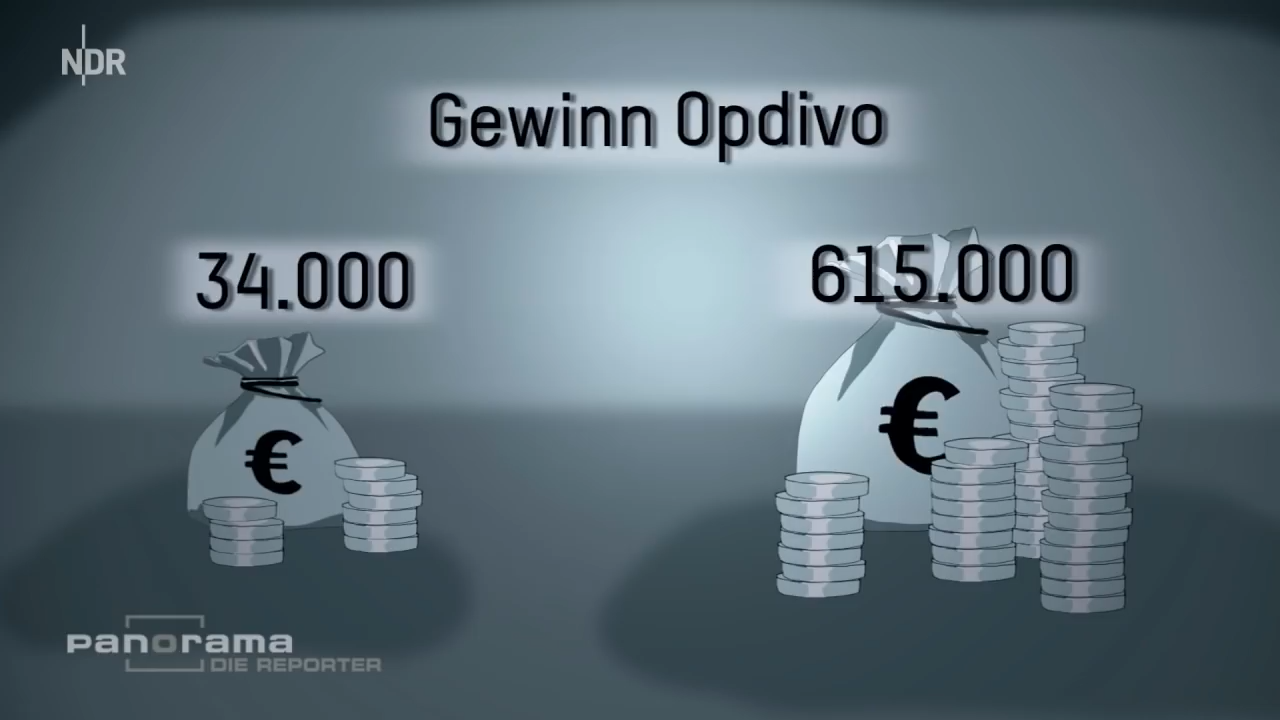 NDR
Gewinn Opdivo
34.000
615.000
€
€
panorama
DIE REPORTER